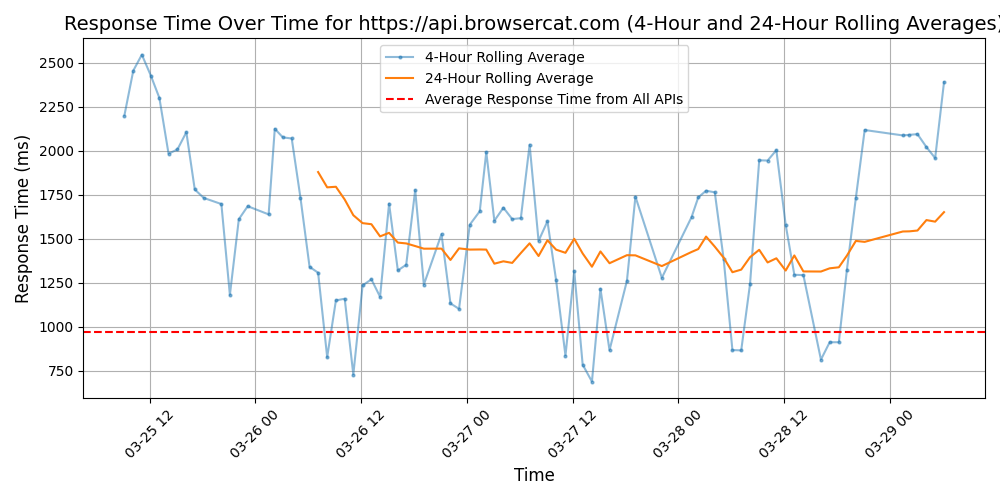 Response Time Over Time for https://api.browsercat.com (4-Hour and 24-Hour Rolling Averages)
4-Hour Rolling Average
24-Hour Rolling Average
Average Response Time from All APIs
Response Time (ms)
2500
2250
2000
1750
1500
1250
1000
750
03-25 12
03-26 00
03-26 12
03-27 00
03-27 12
03-28 00
03-28 12
03-29 00
Time